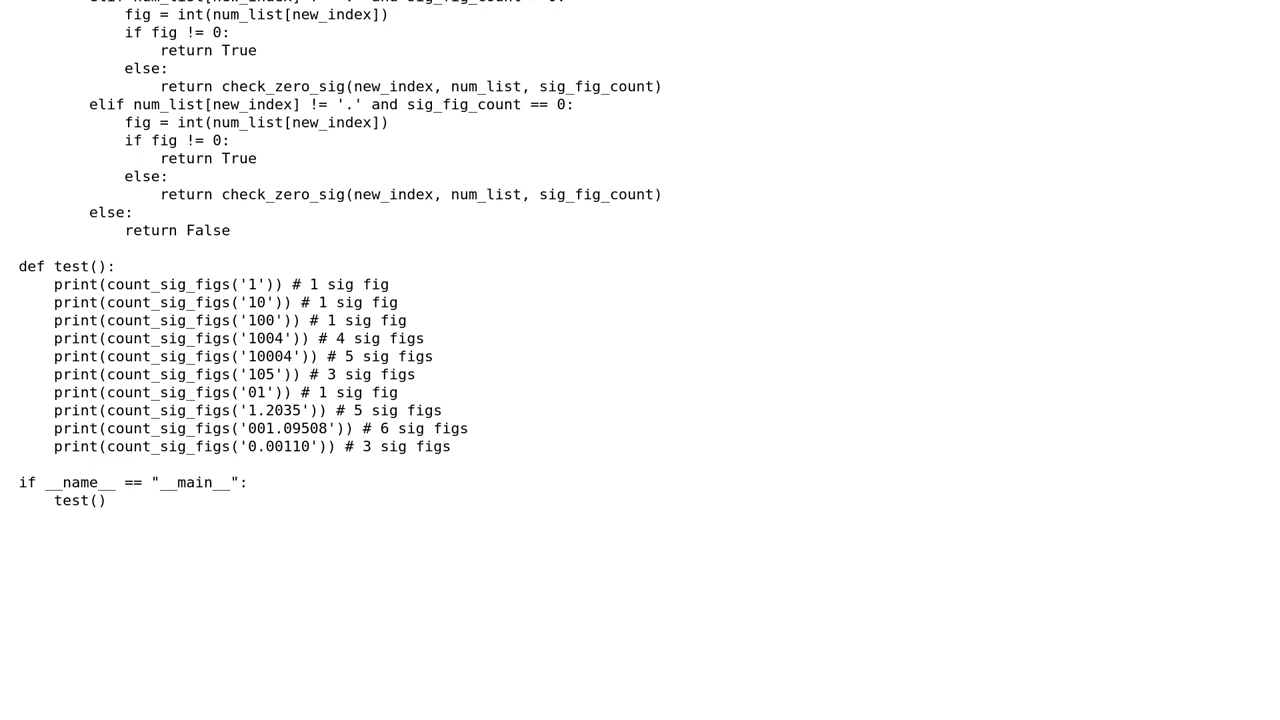 fig = int(num_list[new_index])
if fig != 0:
return True
else:
return check_zero_sig(new_index, num_list, sig_fig_count)
elif num_list[new_index] != '.' and sig_fig_count == 0:
fig = int(num_list[new_index])
if fig != 0:
return True
else:
return check_zero_sig(new_index, num_list, sig_fig_count)
else:
return False
def test():
print(count_sig_figs('1')) # 1 sig fig
print(count_sig_figs('10')) # 1 sig fig
print(count_sig_figs('100')) # 1 sig fig
print(count_sig_figs('1004')) # 4 sig figs
print(count_sig_figs('10004')) # 5 sig figs
print(count_sig_figs('105')) # 3 sig figs
print(count_sig_figs('01')) # 1 sig fig
print(count_sig_figs('1.2035')) # 5 sig figs
print(count_sig_figs('001.09508')) # 6 sig figs
print(count_sig_figs('0.00110')) # 3 sig figs
if __name__ == "__main__":
test()